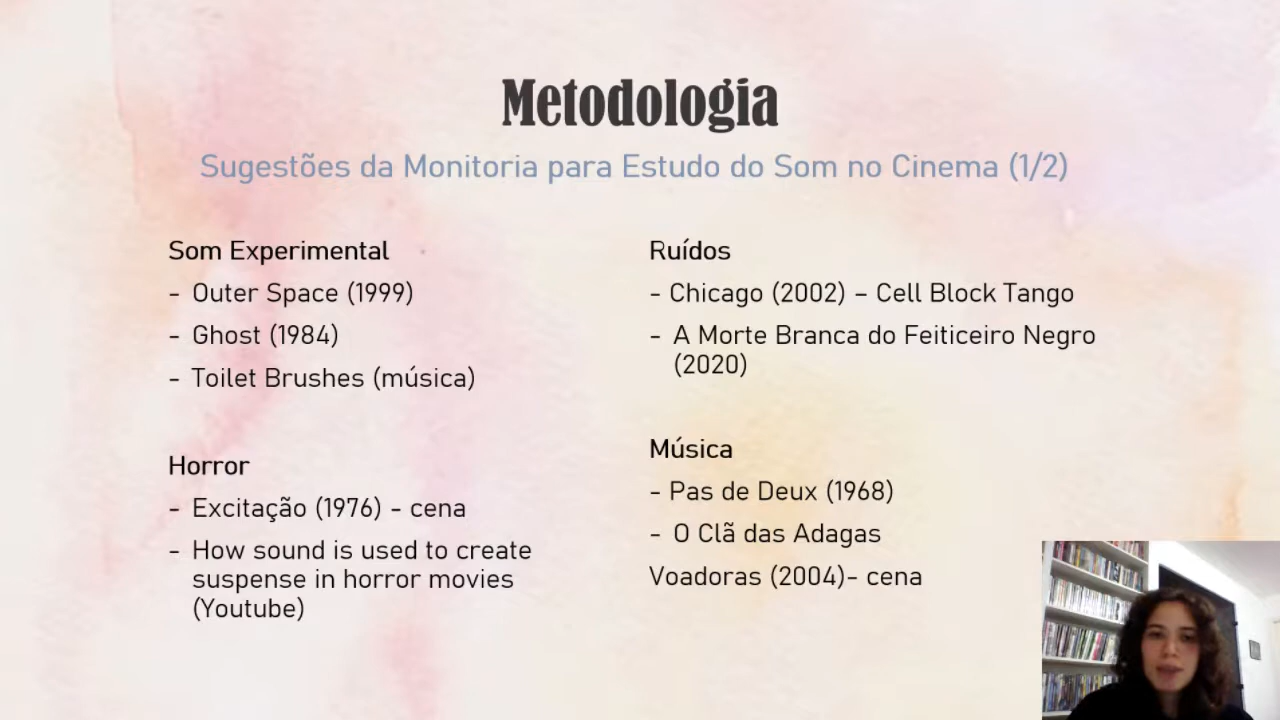 Metodologia
Sugestões da Monitoria para Estudo do Som no Cinema (1/2)
Som Experimental
- Outer Space (1999)
- Ghost (1984)
- Toilet Brushes (música)
Horror
- Excitação (1976) - cena
- How sound is used to create
suspense in horror movies
(Youtube)
Ruídos
- Chicago (2002) – Cell Block Tango
- A Morte Branca do Feiticeiro Negro
(2020)
Música
- Pas de Deux (1968)
- O Clã das Adagas
Voadoras (2004)- cena